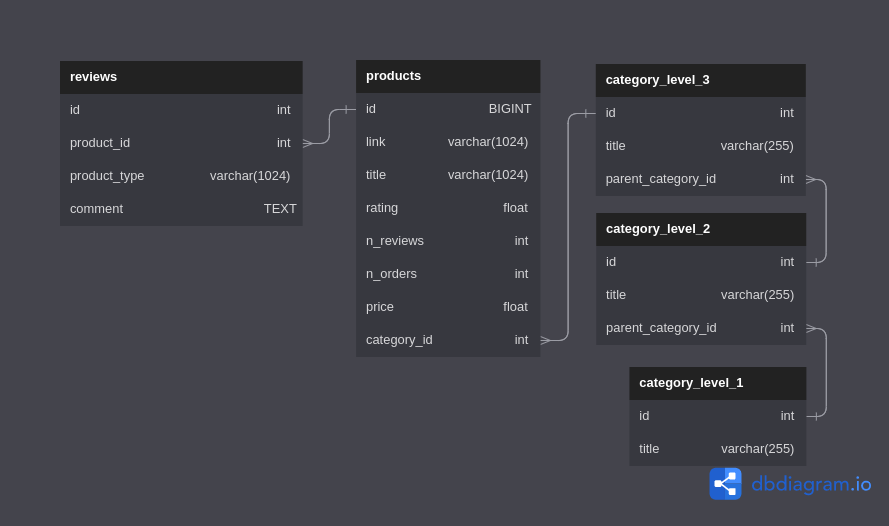 reviews
id int
product_id int
product_type varchar(1024)
comment TEXT
products
id BIGINT
link varchar(1024)
title varchar(1024)
rating float
n_reviews int
n_orders int
price float
category_id int
category_level_3
id int
title varchar(255)
parent_category_id int
category_level_2
id int
title varchar(255)
parent_category_id int
category_level_1
id int
title varchar(255)
dbdiagram.io